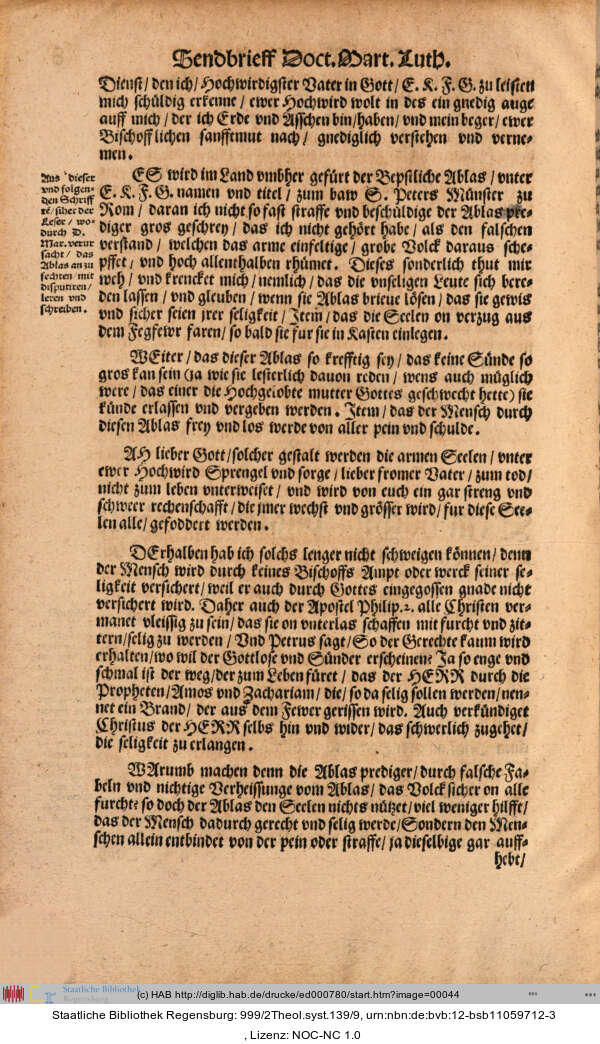 Sendbrieff Doct. Mart. Luth.
Dienst/ den ich/ Hochwirdigster Vater in Gott/ E. K. F. G. zu leisten
mich schüldig erkenne/ ewer Hochwird wolt in des ein gnedig auge
auff mich/ der ich Erde vnd Asschen bin/ haben/ vnd mein beger/ ewer
Bischofflichen sanfftmut nach/ gnediglich verstehen vnd verne-
men.
Aus dieser
vnd folgen-
den Schriff
te/ siher der
Leser/ wo-
durch D.
Mar. verur
sacht/ das
Ablas an zu
fechten mit
disputiren/
leren vnd
schreiben.
ES wird im Land vmbher gefürt der Bepstliche Ablas/ vnter
E. K. F. G. namen vnd titel/ zum baw S. Peters Münster zu
Rom/ daran ich nicht so fast straffe vnd beschüldige der Ablas pre-
diger gros geschrey/ das ich nicht gehört habe/ als den falschen
verstand/ welchen das arme einfeltige/ grobe Volck daraus sche-
pffet/ vnd hoch allenthalben rhümet. Dieses sonderlich thut mir
weh/ vnd krencket mich/ nemlich/ das die vnseligen Leute sich bere-
den lassen/ vnd gleuben/ wenn sie Ablas brieue lösen/ das sie gewis
vnd sicher seien jrer seligkeit/ Item/ das die Seelen on verzug aus
dem Fegfewr faren/ so bald sie fur sie in Kasten einlegen.
WEiter/ das dieser Ablas so krefftig sey/ das keine Sünde so
gros kan sein (ja wie sie lesterlich dauon reden/ wens auch müglich
were/ das einer die Hochgelobte mutter Gottes geschwecht hette) sie
künde erlassen vnd vergeben werden. Item/ das der Mensch durch
diesen Ablas frey vnd los werde von aller pein vnd schulde.
AH lieber Gott/ solcher gestalt werden die armen Seelen/ vnter
ewer Hochwird Sprengel vnd sorge/ lieber fromer Vater/ zum tod/
nicht zum leben vnterweiset/ vnd wird von euch ein gar streng vnd
schweer rechenschafft/ die jmer wechst vnd grösser wird/ fur diese See-
len alle/ gefoddert werden.
DErhalben hab ich solchs lenger nicht schweigen können/ denn
der Mensch wird durch keines Bischoffs Ampt oder werck seiner se-
ligkeit versichert/ weil er auch durch Gottes eingegossen gnade nicht
versichert wird. Daher auch der Apostel Philip. 2. alle Christen ver-
manet vleissig zu sein/ das sie on vnterlas schaffen mit furcht vnd zit-
tern/ selig zu werden/ Vnd Petrus sagt/ So der Gerechte kaum wird
erhalten/ wo wil der Gottlose vnd Sünder erscheinen? Ja so enge vnd
schmal ist der weg/ der zum Leben füret/ das der HERR durch die
Propheten/ Amos vnd Zachariam/ die/ so da selig sollen werden/ nen-
net ein Brand/ der aus dem Fewer gerissen wird. Auch verkündiget
Christus der HERR selbs hin vnd wider/ das schwerlich zugehet/
die seligkeit zu erlangen.
WArumb machen denn die Ablas prediger/ durch falsche Fa-
beln vnd nichtige Verheissunge vom Ablas/ das Volck sicher on alle
furcht? so doch der Ablas den Seelen nichts nützet/ viel weniger hilfft/
das der Mensch dadurch gerecht vnd selig werde/ Sondern den Men-
schen allein entbindet von der pein oder straffe/ ja dieselbige gar auff-
hebt/
Staatliche Bibliothek
Regensburg
(c) HAB http://diglib.hab.de/drucke/ed000780/start.htm?image=00044
Staatliche Bibliothek Regensburg: 999/2Theol.syst.139/9, urn:nbn:de:bvb:12-bsb11059712-3
, Lizenz: NOC-NC 1.0